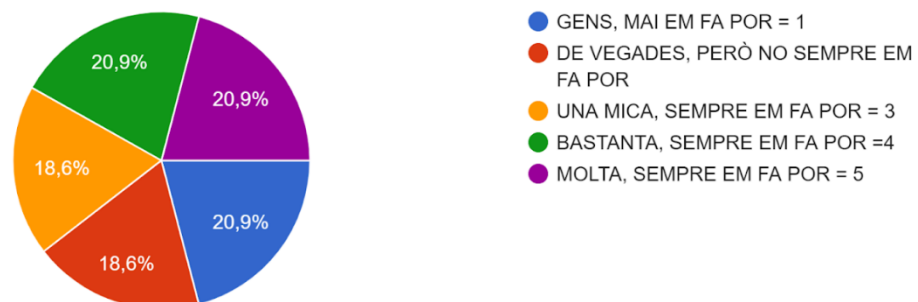 20,9%
20,9%
18,6%
18,6%
20,9%
GENS, MAI EM FA POR = 1
DE VEGADES, PERÒ NO SEMPRE EM
FA POR
UNA MICA, SEMPRE EM FA POR = 3
BASTANTA, SEMPRE EM FA POR =4
MOLTA, SEMPRE EM FA POR = 5